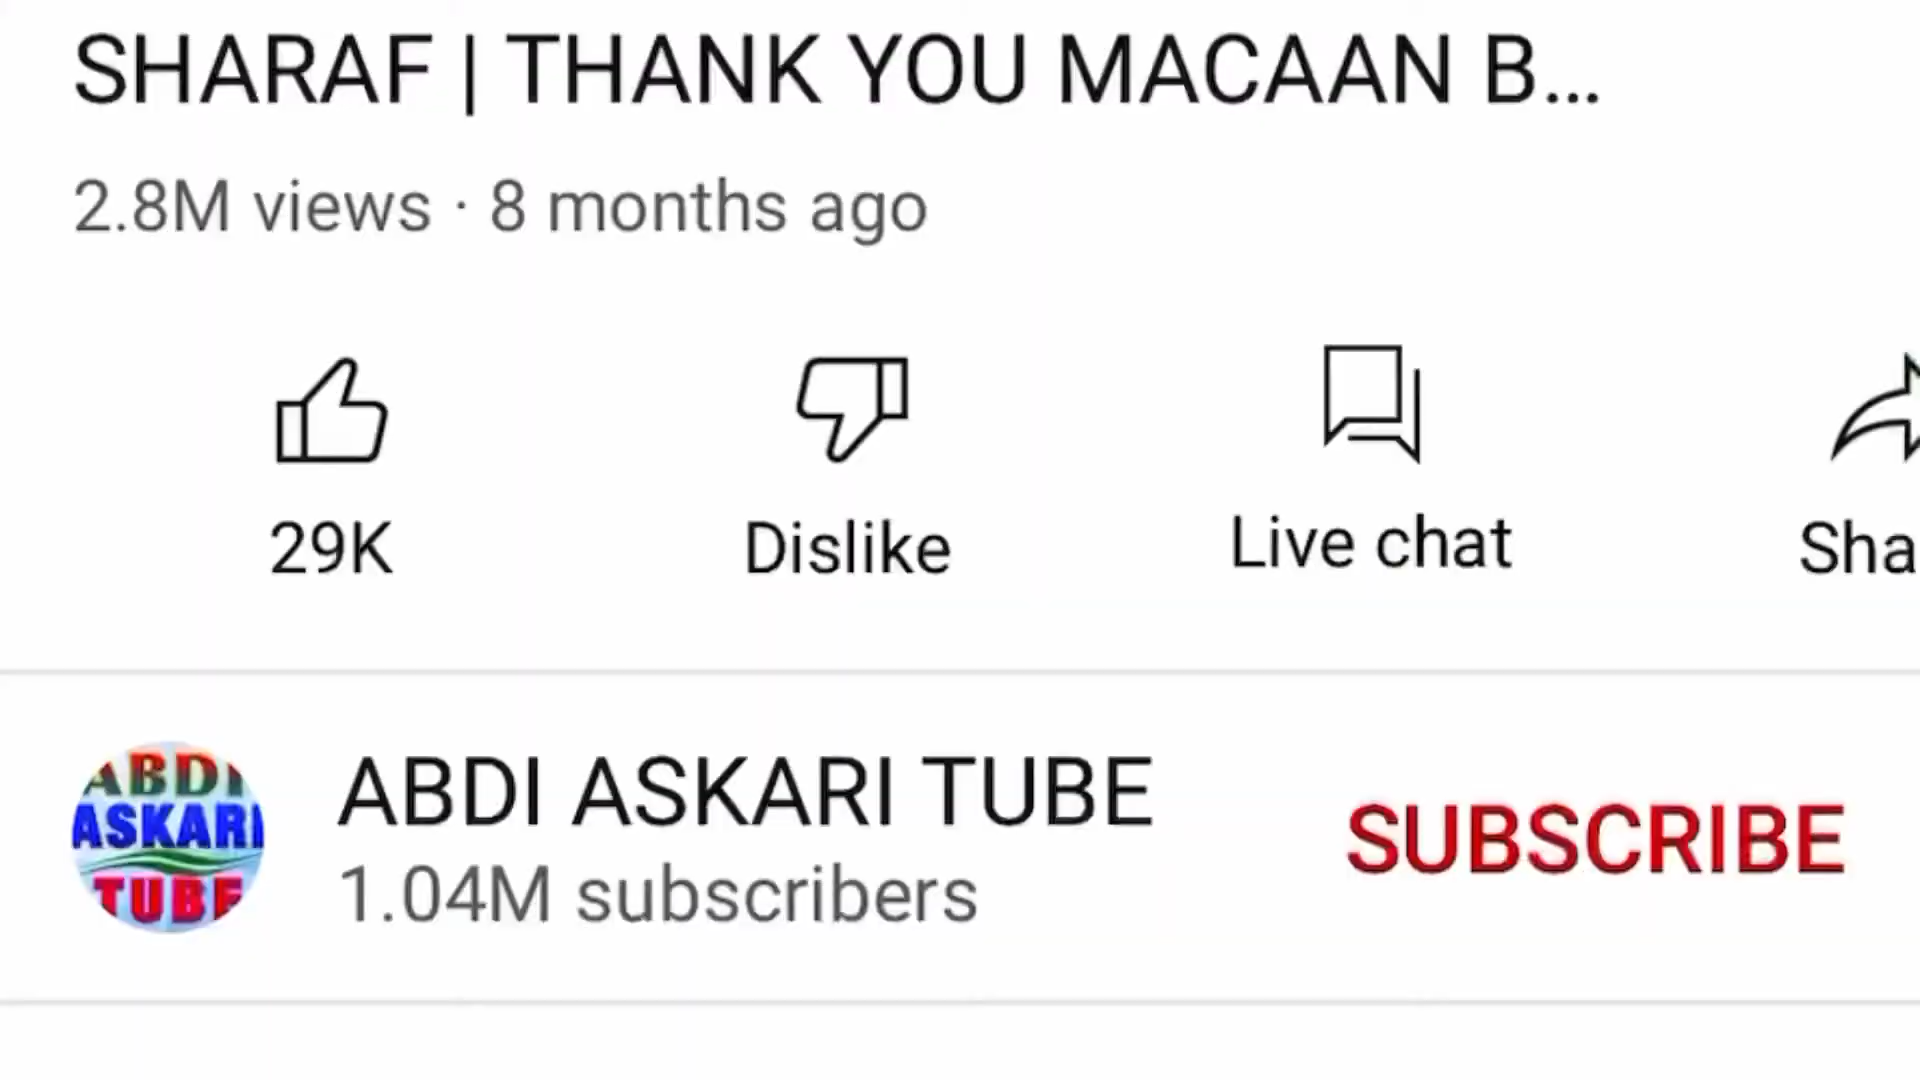 SHARAF | THANK YOU MACAAN B...
2.8M views · 8 months ago
29K
Dislike
Live chat
Sha
ABDI
ASKARI
TUBE
ABDI ASKARI TUBE
1.04M subscribers
SUBSCRIBE